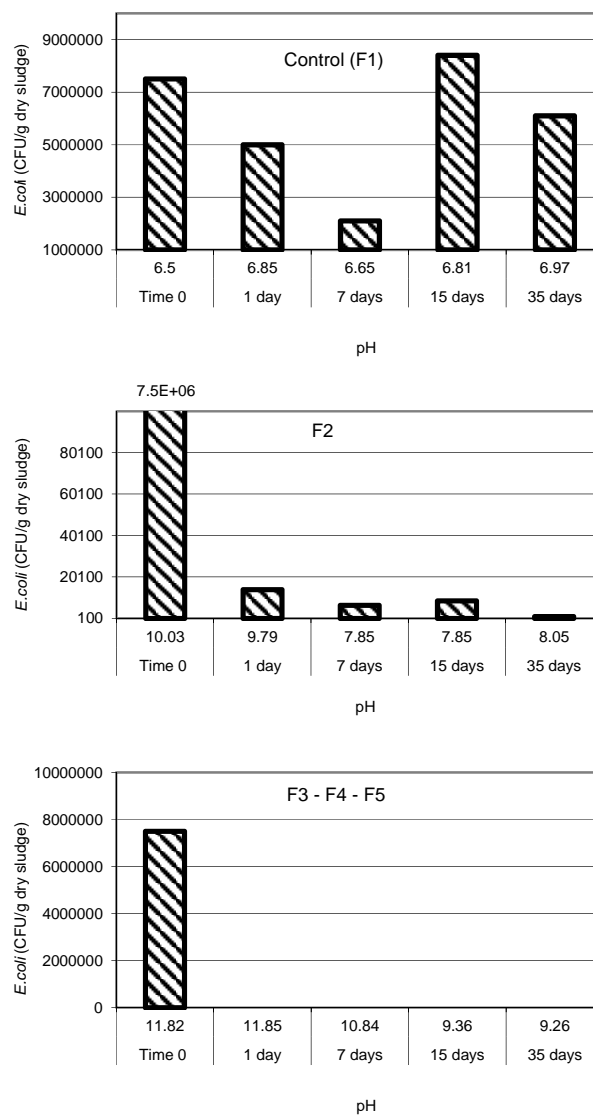 9000000
Control (F1)
7000000
5000000
3000000
1000000
E.coli (CFU/g dry sludge)
6.5 6.85 6.65 6.81 6.97
Time 0 1 day 7 days 15 days 35 days
pH
7.5E+06
F2
80100
60100
40100
20100
100
E.coli (CFU/g dry sludge)
10.03 9.79 7.85 7.85 8.05
Time 0 1 day 7 days 15 days 35 days
pH
10000000
F3 - F4 - F5
8000000
6000000
4000000
2000000
0
E.coli (CFU/g dry sludge)
11.82 11.85 10.84 9.36 9.26
Time 0 1 day 7 days 15 days 35 days
pH